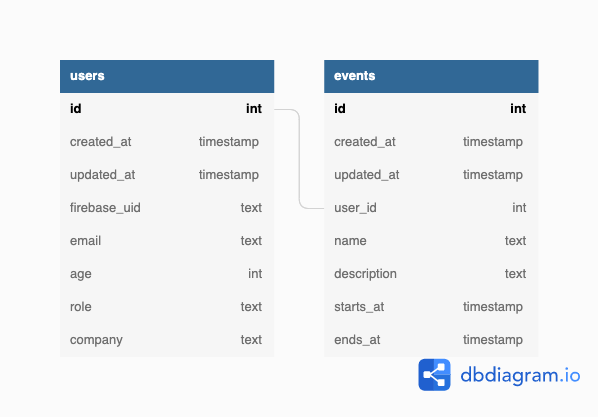 users
id int
created_at timestamp
updated_at timestamp
firebase_uid text
email text
age int
role text
company text
events
id int
created_at timestamp
updated_at timestamp
user_id int
name text
description text
starts_at timestamp
ends_at timestamp
dbdiagram.io